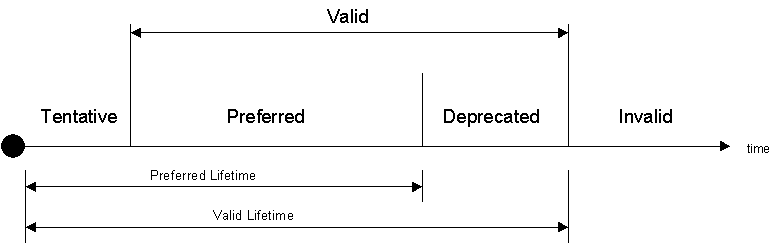 Valid
Tentative
Preferred
Deprecated
Invalid
time
Preferred Lifetime
Valid Lifetime